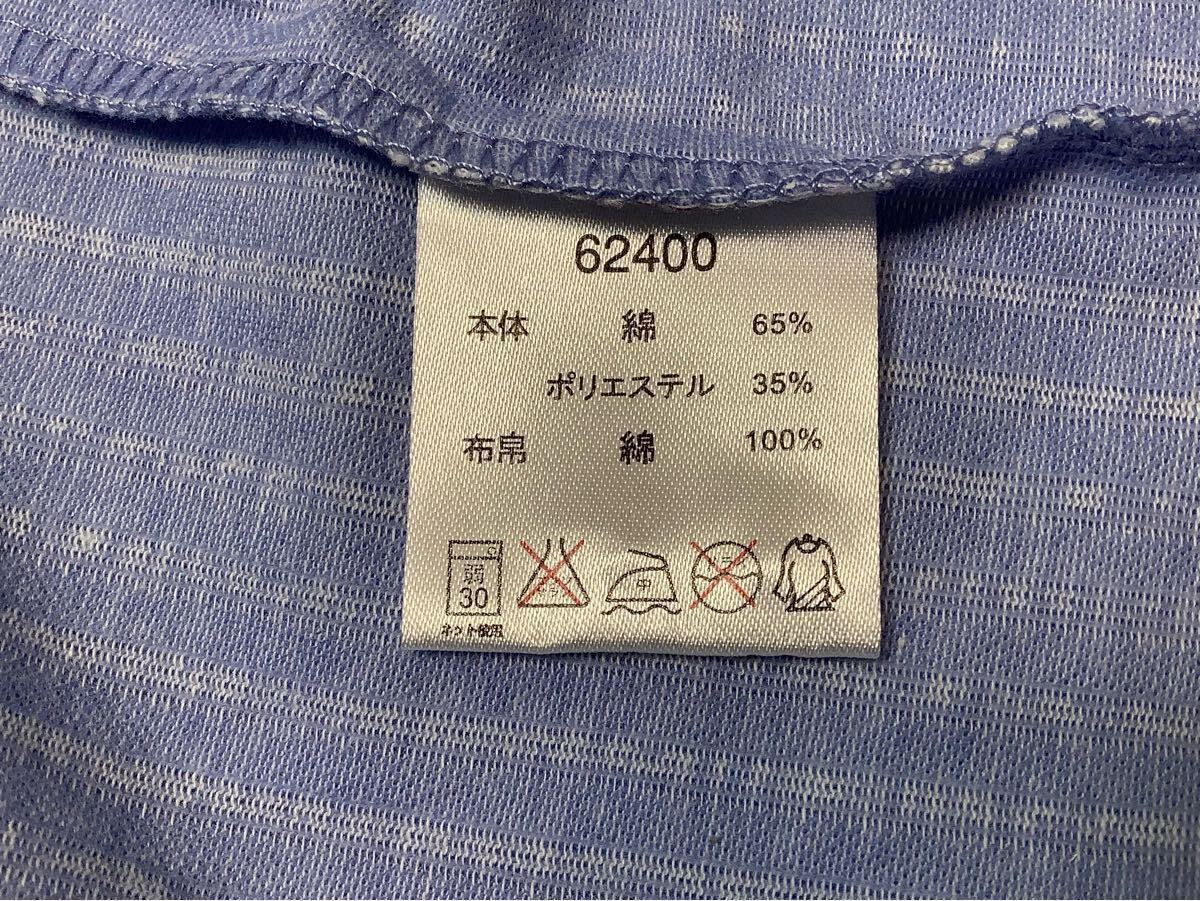 62400
本体 綿 65%
ポリエステル 35%
布帛 綿 100%
弱
30
中
ネット使用